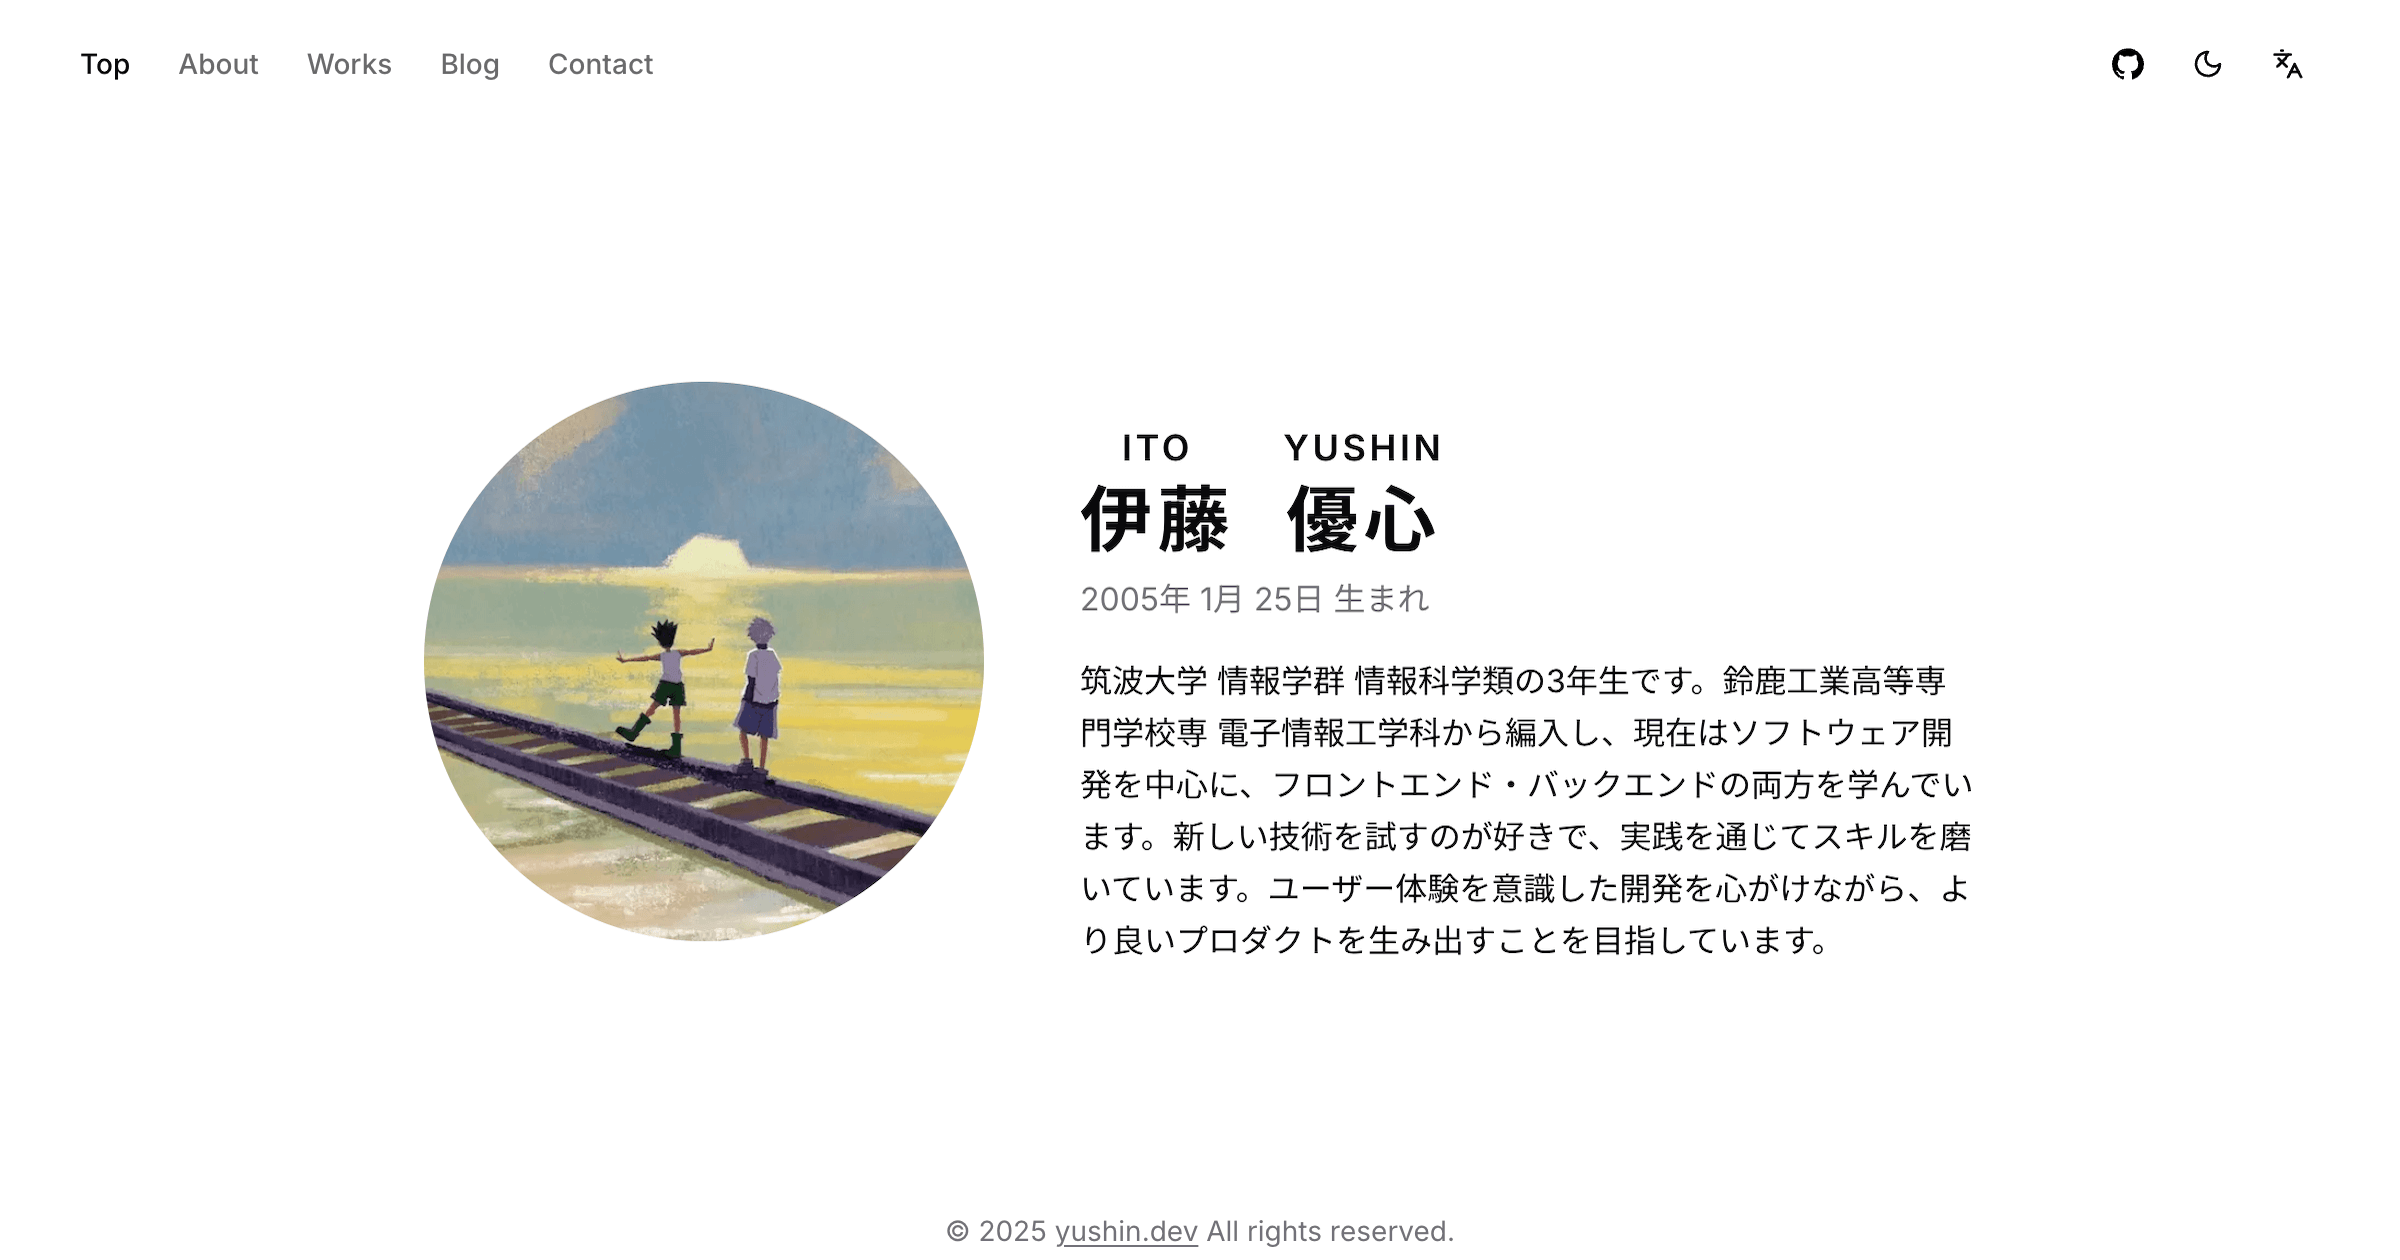 Top About Works Blog Contact
ITO YUSHIN
伊藤 優心
2005年 1月 25日 生まれ
筑波大学 情報学群 情報科学類の3年生です。鈴鹿工業高等専
門学校専 電子情報工学科から編入し、現在はソフトウェア開
発を中心に、フロントエンド・バックエンドの両方を学んでい
ます。新しい技術を試すのが好きで、実践を通じてスキルを磨
いています。ユーザー体験を意識した開発を心がけながら、よ
り良いプロダクトを生み出すことを目指しています。
© 2025 yushin.dev All rights reserved.